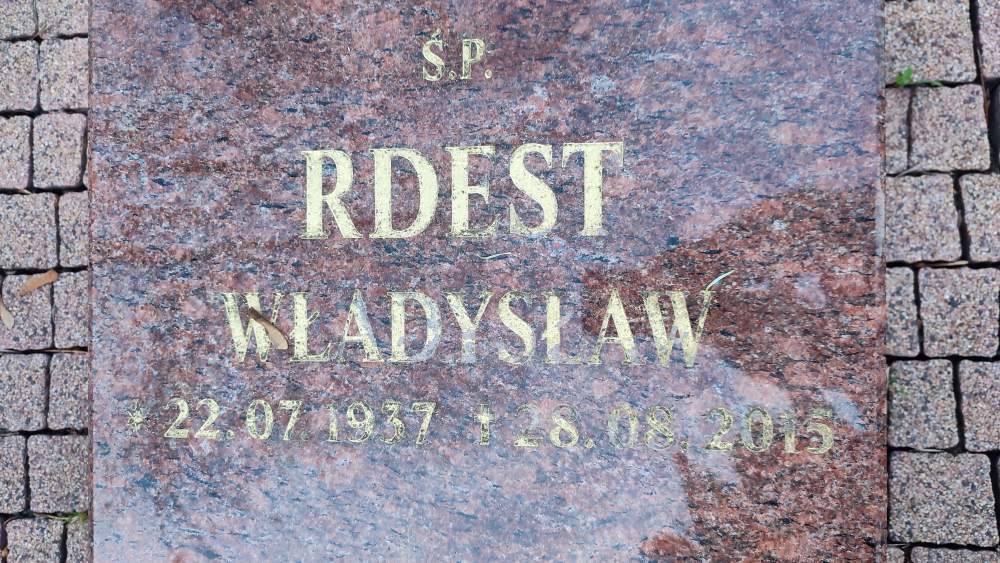 Ś.P.
RDEST
WŁADYSŁAW
* 22.07.1937 † 28.08.2015